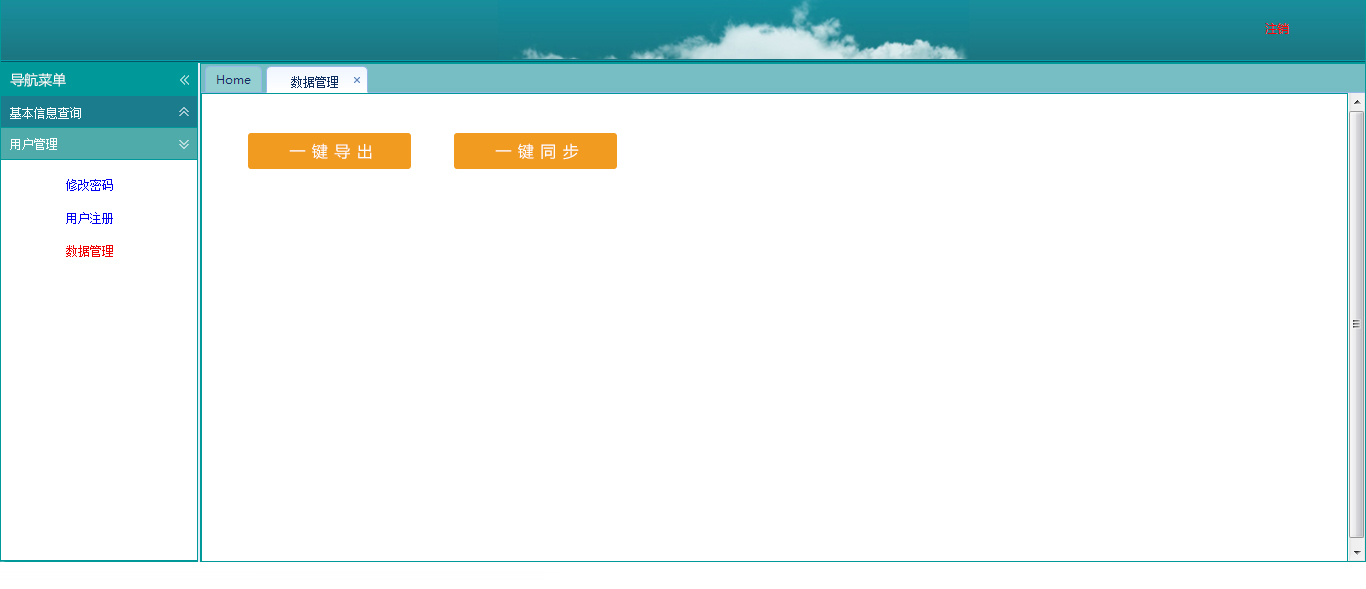 注销
导航菜单
Home
数据管理
基本信息查询
用户管理
一键导出
一键同步
修改密码
用户注册
数据管理